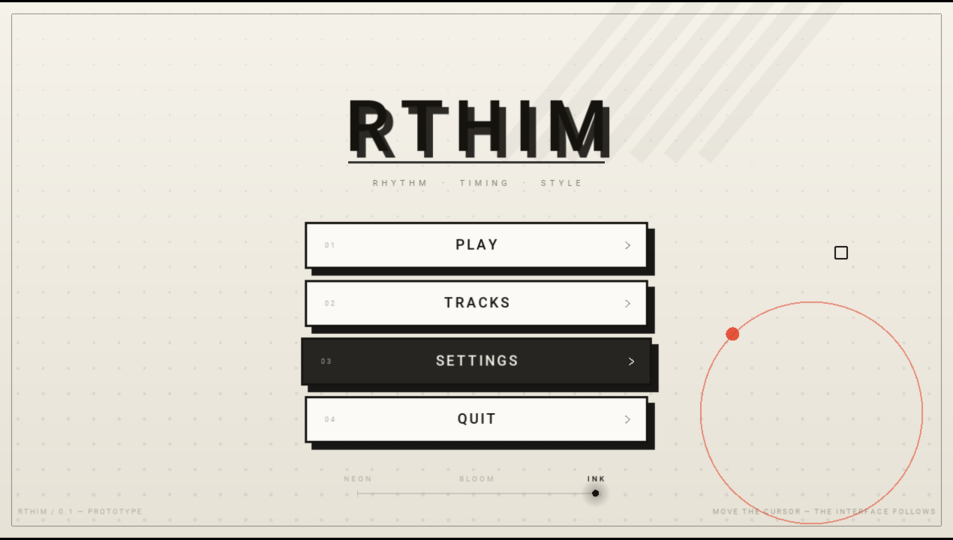 RTHIM
RHYTHM · TIMING · STYLE
01 PLAY >
02 TRACKS >
03 SETTINGS >
04 QUIT >
NEON BLOOM INK
RTHIM / 0.1 — PROTOTYPE
MOVE THE CURSOR — THE INTERFACE FOLLOWS